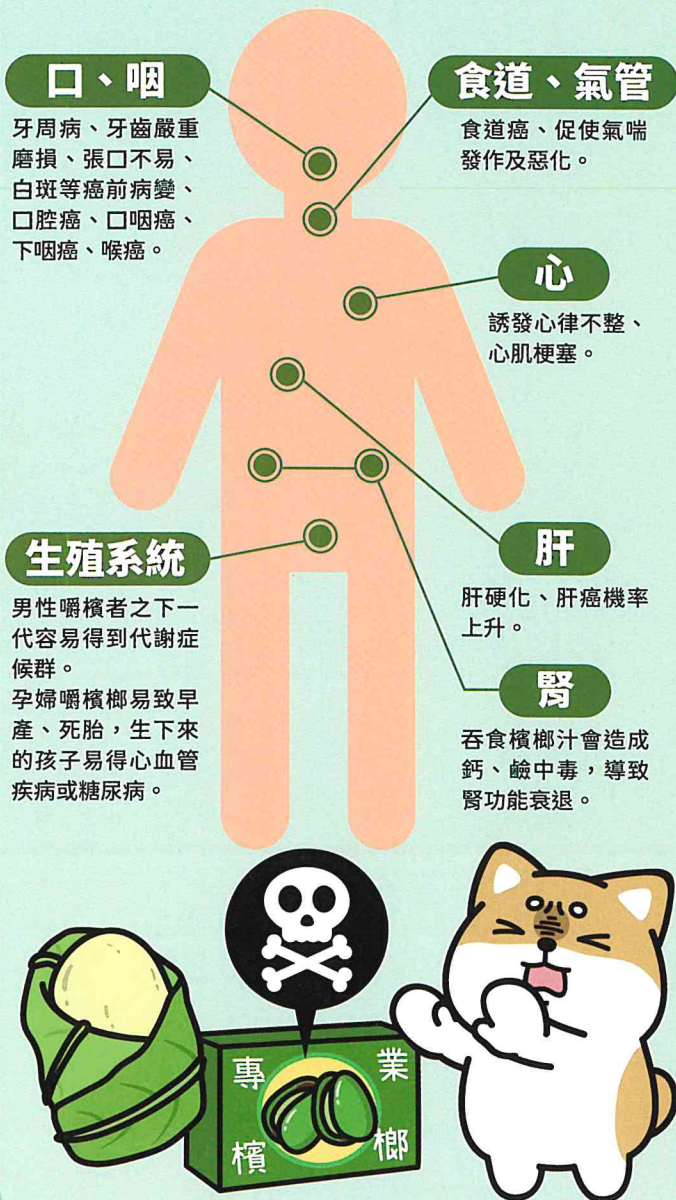 口、咽
牙周病、牙齒嚴重
磨損、張口不易、
白斑等癌前病變、
口腔癌、口咽癌、
下咽癌、喉癌。
食道、氣管
食道癌、促使氣喘
發作及惡化。
心
誘發心律不整、
心肌梗塞。
肝
肝硬化、肝癌機率
上升。
腎
吞食檳榔汁會造成
鈣、鹼中毒，導致
腎功能衰退。
生殖系統
男性嚼檳者之下一
代容易得到代謝症
候群。
孕婦嚼檳榔易致早
產、死胎，生下來
的孩子易得心血管
疾病或糖尿病。
專業
檳榔